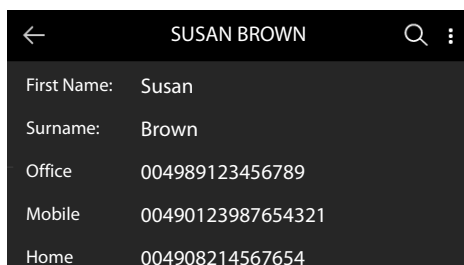 SUSAN BROWN
First Name: Susan
Surname: Brown
Office 004989123456789
Mobile 00490123987654321
Home 004908214567654